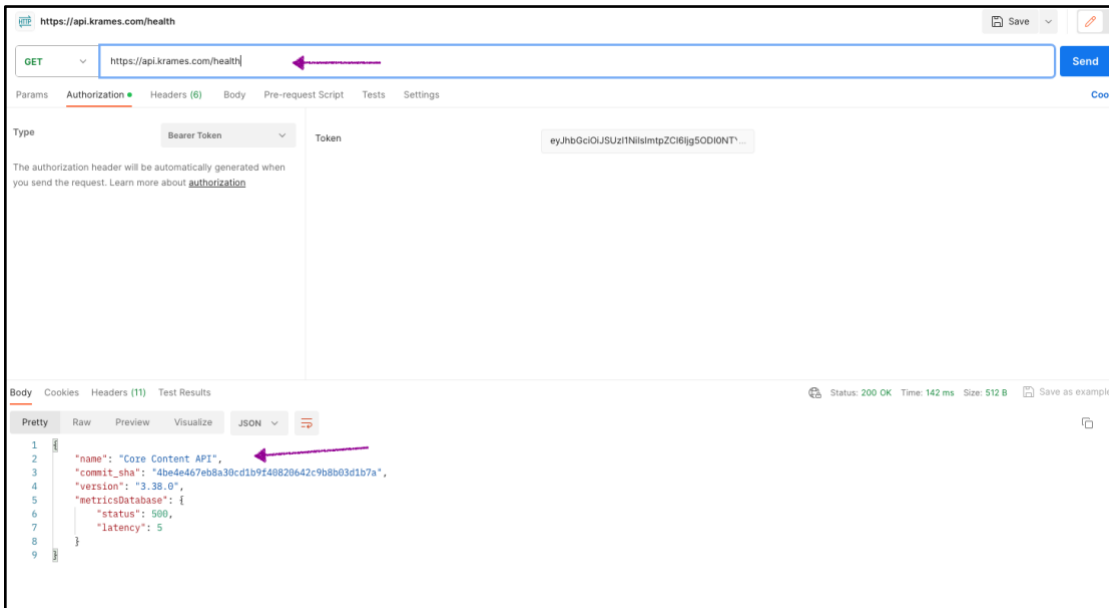 HTTP https://api.krames.com/health
Save
GET https://api.krames.com/health Send
Params Authorization Headers (6) Body Pre-request Script Tests Settings Coo
Type Bearer Token Token
The authorization header will be automatically generated when
you send the request. Learn more about authorization
Body Cookies Headers (11) Test Results Status: 200 OK Time: 142 ms Size: 512 B Save as example
Pretty Raw Preview Visualize JSON
1 {
2 "name": "Core Content API",
3 "commit_sha": "4be4e467eb8a30cd1b9f40820642c9b8b03d1b7a",
4 "version": "3.38.0",
5 "metricsDatabase": {
6 "status": 500,
7 "latency": 5
8 }
9 }